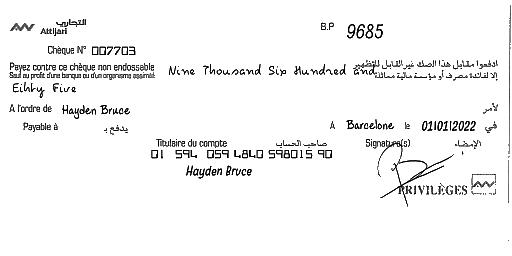 التجاري
Attijari
B.P 9685
Chèque N° 007703
Payez contre ce chèque non endossable
Sauf au profit d'une banque ou d'un organisme assimilé
Nine Thousand Six Hundred and
ادفعوا مقابل هذا الصك غير القابل للتظهير
إلا لفائدة مصرف أو مؤسسة مالية مماثلة
Eihty Five
A l'ordre de Hayden Bruce
لأمر
Payable à يدفع بـ
A Barcelone le 01/01/2022 في
Titulaire du compte صاحب الحساب
Signature(s) الإمضاء
01 594 059 4840 598015 90
Hayden Bruce
PRIVILÈGES